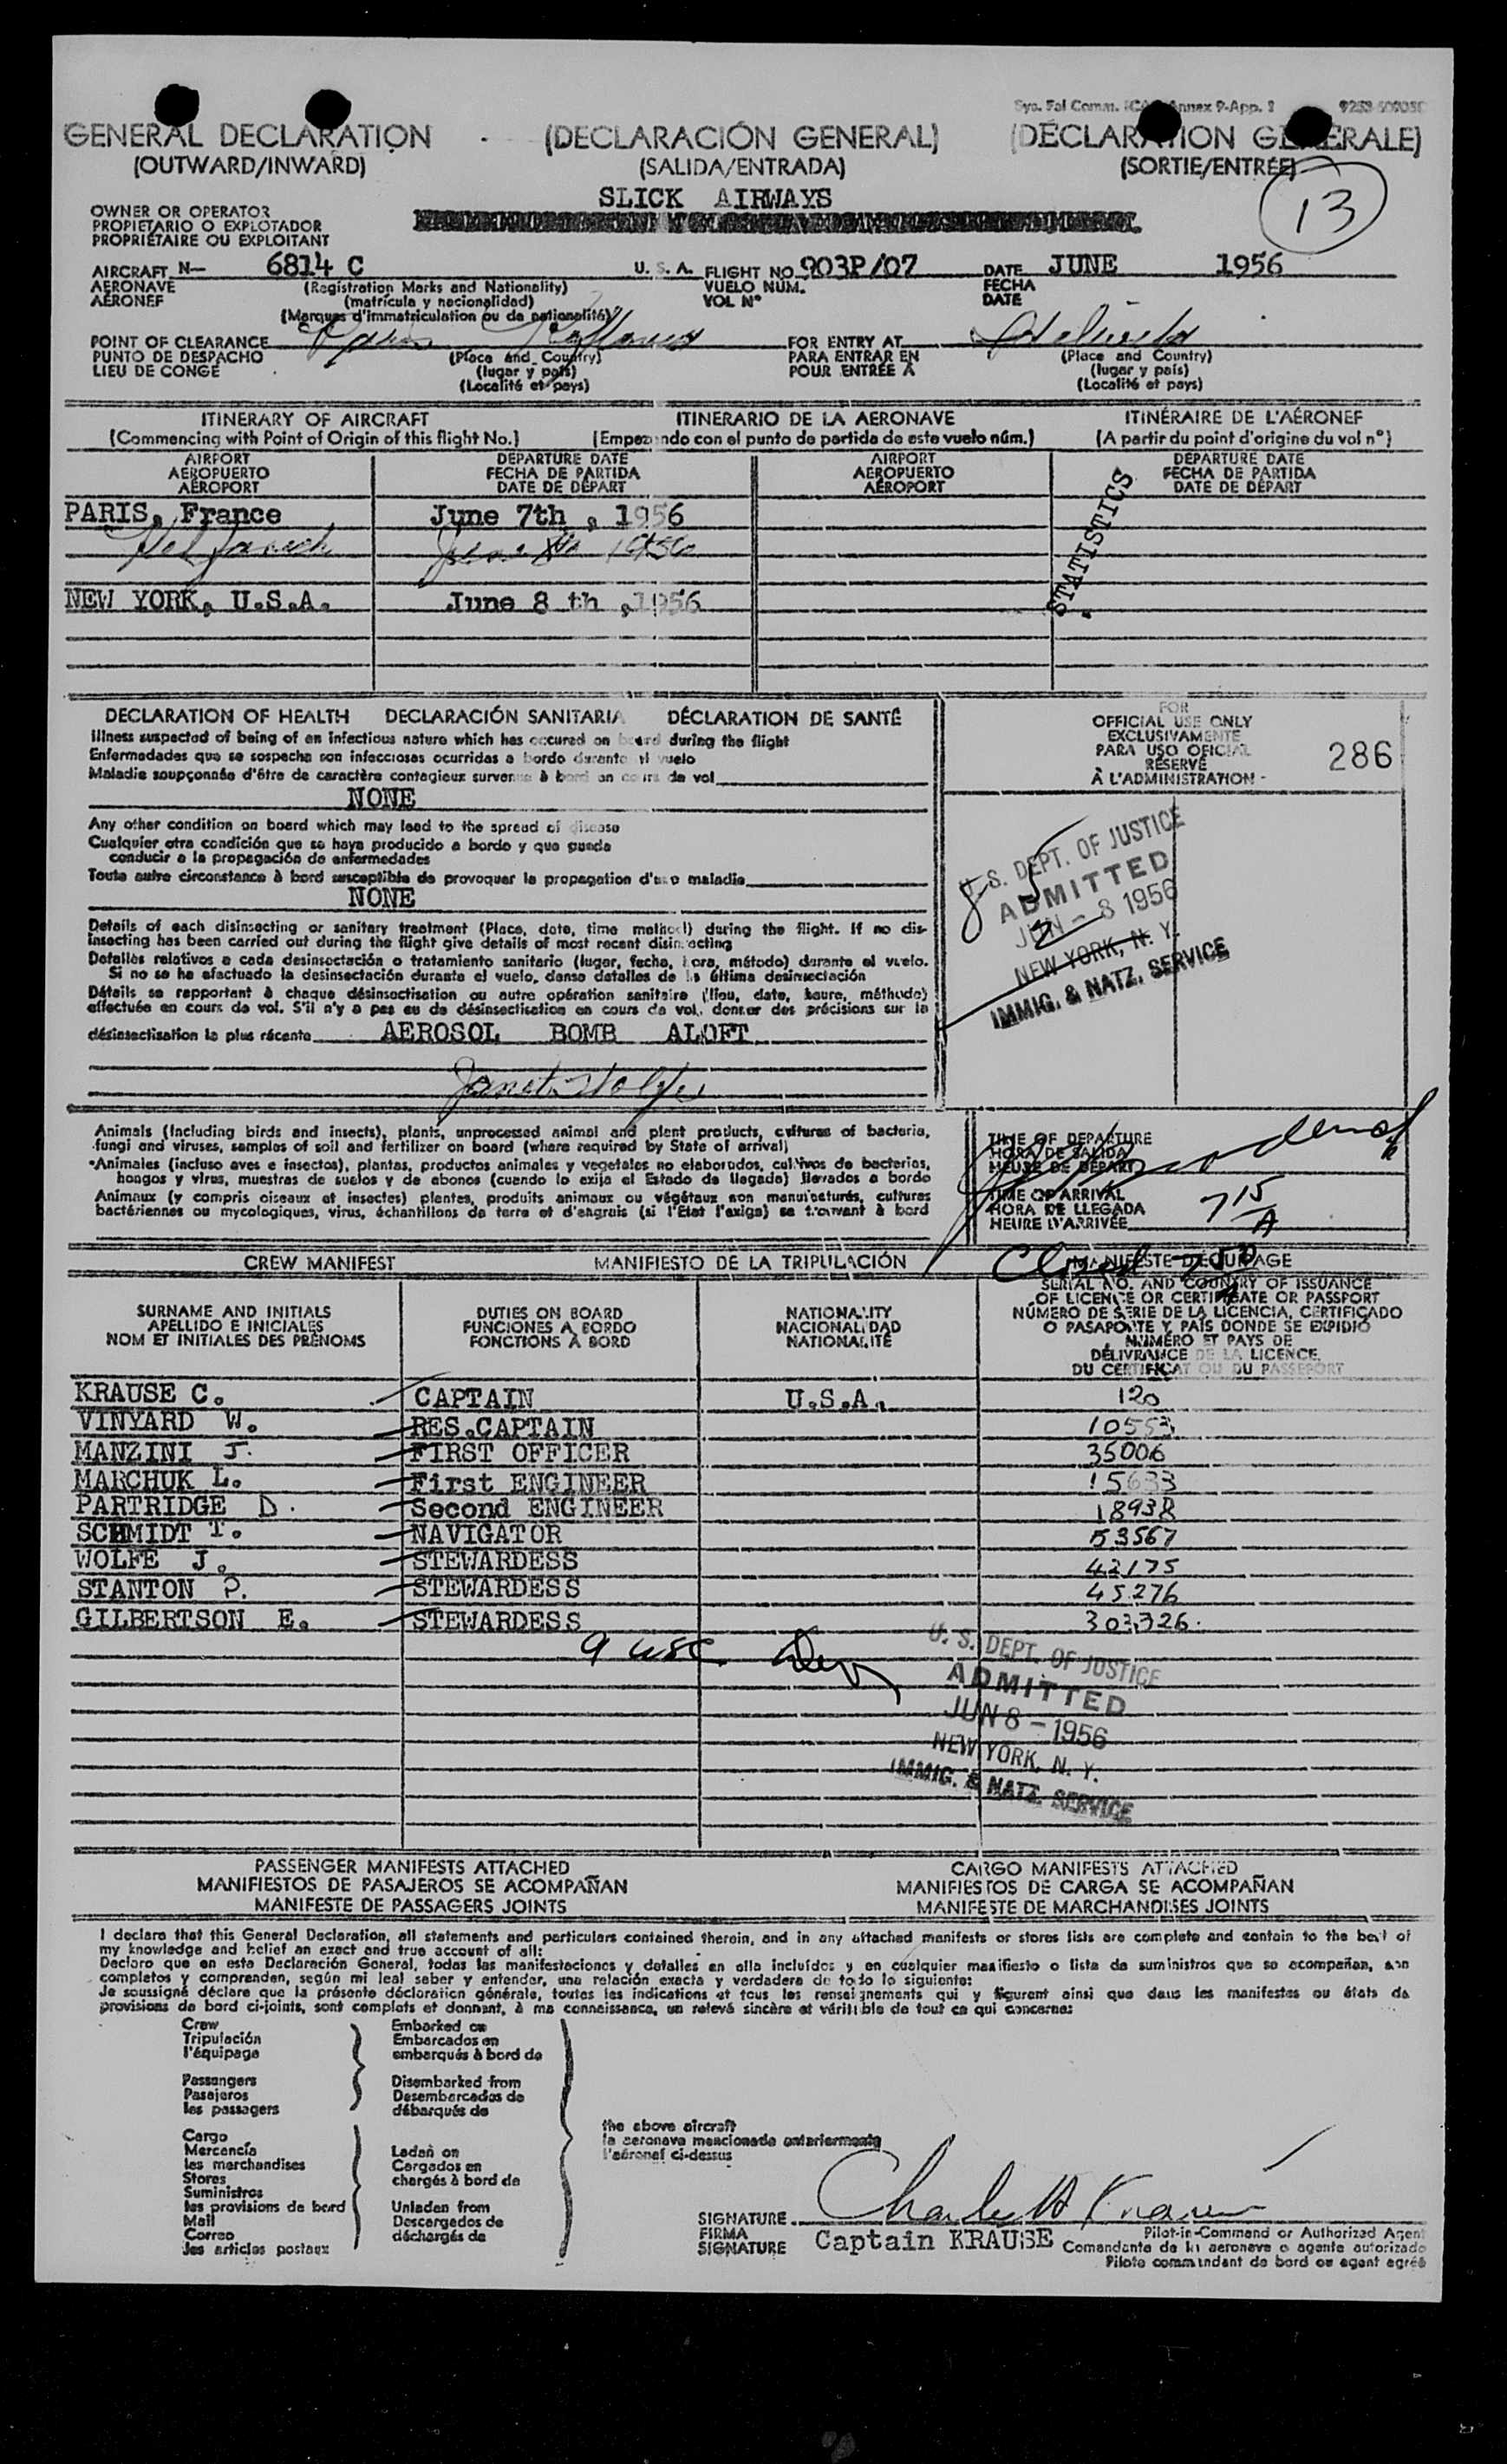 Annex 9-App. 1
GENERAL DECLARATION (DECLARACIÓN GENERAL) (DÉCLARATION GÉNÉRALE)
(OUTWARD/INWARD) (SALIDA/ENTRADA) (SORTIE/ENTRÉE)
13
SLICK AIRWAYS
OWNER OR OPERATOR
PROPIETARIO O EXPLOTADOR
PROPRIÉTAIRE OU EXPLOITANT
AIRCRAFT N— 6814 C U. S. A. FLIGHT NO. 903P/07 DATE JUNE 1956
AERONAVE (Registration Marks and Nationality) VUELO NUM. FECHA
AÉRONEF (matrícula y nacionalidad) VOL N° DATE
(Marques d'immatriculation ou de nationalité)
POINT OF CLEARANCE Paris FOR ENTRY AT
PUNTO DE DESPACHO (Place and Country) PARA ENTRAR EN (Place and Country)
LIEU DE CONGÉ (lugar y país) POUR ENTRÉE À (lugar y país)
(Localité et pays) (Localité et pays)
ITINERARY OF AIRCRAFT ITINERARIO DE LA AERONAVE ITINÉRAIRE DE L'AÉRONEF
(Commencing with Point of Origin of this flight No.) (Empezando con el punto de partida de este vuelo núm.) (A partir du point d'origine du vol n°)
AIRPORT DEPARTURE DATE AIRPORT DEPARTURE DATE
AEROPUERTO FECHA DE PARTIDA AEROPUERTO FECHA DE PARTIDA
AÉROPORT DATE DE DÉPART AÉROPORT DATE DE DÉPART
PARIS, France June 7th , 1956
June 8th 1956
NEW YORK, U.S.A. June 8 th ,1956
STATISTICS
DECLARATION OF HEALTH DECLARACIÓN SANITARIA DÉCLARATION DE SANTÉ
Illness suspected of being of an infectious nature which has occured on board during the flight
Enfermedades que se sospecha son infecciosas ocurridas a bordo durante el vuelo
Maladie soupçonnée d'être de caractère contagieux survenue à bord en cours de vol
NONE
Any other condition on board which may lead to the spread of disease
Cualquier otra condición que se haya producido a bordo y que pueda
conducir a la propagación de enfermedades
Toute autre circonstance à bord susceptible de provoquer la propagation d'une maladie
NONE
Details of each disinsecting or sanitary treatment (Place, date, time method) during the flight. If no dis-
insecting has been carried out during the flight give details of most recent disinsecting
Detalles relativos a cada desinsectación o tratamiento sanitario (lugar, fecha, hora, método) durante el vuelo.
Si no se ha efectuado la desinsectación durante el vuelo, dense detalles de la última desinsectación
Détails se rapportant à chaque désinsectisation ou autre opération sanitaire (lieu, date, heure, méthode)
effectuée en cours de vol. S'il n'y a pas eu de désinsectisation en cours de vol, donner des précisions sur la
désinsectisation la plus récente AEROSOL BOMB ALOFT
Janet Wolfe
FOR
OFFICIAL USE ONLY
EXCLUSIVAMENTE
PARA USO OFICIAL
RÉSERVÉ
À L'ADMINISTRATION
286
U. S. DEPT. OF JUSTICE
ADMITTED
JUN - 8 1956
NEW YORK, N. Y.
IMMIG. & NATZ. SERVICE
Animals (Including birds and insects), plants, unprocessed animal and plant products, cultures of bacteria,
fungi and viruses, samples of soil and fertilizer on board (where required by State of arrival)
Animales (incluso aves e insectos), plantas, productos animales y vegetales no elaborados, cultivos de bacterias,
hongos y virus, muestras de suelos y de abonos (cuando lo exija el Estado de llegada) llevados a bordo
Animaux (y compris oiseaux et insectes) plantes, produits animaux ou végétaux non manufacturés, cultures
bactériennes ou mycologiques, virus, échantillons de terre et d'engrais (si l'État l'exige) se trouvant à bord
TIME OF DEPARTURE
HORA DE SALIDA
HEURE DE DÉPART
TIME OF ARRIVAL
HORA DE LLEGADA 7 15/A
HEURE D'ARRIVÉE
CREW MANIFEST MANIFIESTO DE LA TRIPULACIÓN MANIFESTE D'ÉQUIPAGE
SURNAME AND INITIALS DUTIES ON BOARD NATIONALITY SERIAL NO. AND COUNTRY OF ISSUANCE
APELLIDO E INICIALES FUNCIONES A BORDO NACIONALIDAD OF LICENCE OR CERTIFICATE OR PASSPORT
NOM ET INITIALES DES PRÉNOMS FONCTIONS À BORD NATIONALITÉ NÚMERO DE SERIE DE LA LICENCIA, CERTIFICADO
O PASAPORTE Y PAÍS DONDE SE EXPIDIÓ
NUMÉRO ET PAYS DE
DÉLIVRANCE DE LA LICENCE,
DU CERTIFICAT OU DU PASSEPORT
KRAUSE C. CAPTAIN U.S.A. 120
VINYARD W. RES.CAPTAIN 10553
MANZINI J. FIRST OFFICER 35006
MARCHUK L. First ENGINEER 15633
PARTRIDGE D. Second ENGINEER 18938
SCHMIDT T. NAVIGATOR 53567
WOLFE J. STEWARDESS 42175
STANTON P. STEWARDESS 45276
GILBERTSON E. STEWARDESS 303326
9 USC
U. S. DEPT. OF JUSTICE
ADMITTED
JUN 8 - 1956
NEW YORK, N. Y.
IMMIG. & NATZ. SERVICE
PASSENGER MANIFESTS ATTACHED CARGO MANIFESTS ATTACHED
MANIFIESTOS DE PASAJEROS SE ACOMPAÑAN MANIFIESTOS DE CARGA SE ACOMPAÑAN
MANIFESTE DE PASSAGERS JOINTS MANIFESTE DE MARCHANDISES JOINTS
I declare that this General Declaration, all statements and particulars contained therein, and in any attached manifests or stores lists are complete and contain to the best of
my knowledge and belief an exact and true account of all:
Declaro que en esta Declaración General, todas las manifestaciones y detalles en ella incluídos y en cualquier manifiesto o lista de suministros que se acompañan, son
completos y comprenden, según mi leal saber y entender, una relación exacta y verdadera de todo lo siguiente:
Je soussigné déclare que la présente déclaration générale, toutes les indications et tous les renseignements qui y figurent ainsi que dans les manifestes ou états de
provisions de bord ci-joints, sont complets et donnent, à ma connaissance, un relevé sincère et véritable de tout ce qui concerne:
Crew Embarked on
Tripulación Embarcados en
l'équipage embarqués à bord de
Passengers Disembarked from
Pasajeros Desembarcados de
les passagers débarqués de
the above aircraft
la aeronave mencionada anteriormente
l'aéronef ci-dessus
Cargo
Mercancía Laden on
les marchandises Cargados en
Stores chargés à bord de
Suministros
les provisions de bord Unladen from
Mail Descargados de
Correo déchargés de
les articles postaux
SIGNATURE Charles H Krause
FIRMA Captain KRAUSE Pilot-in-Command or Authorized Agent
SIGNATURE Comandante de la aeronave o agente autorizado
Pilote commandant de bord ou agent agréé